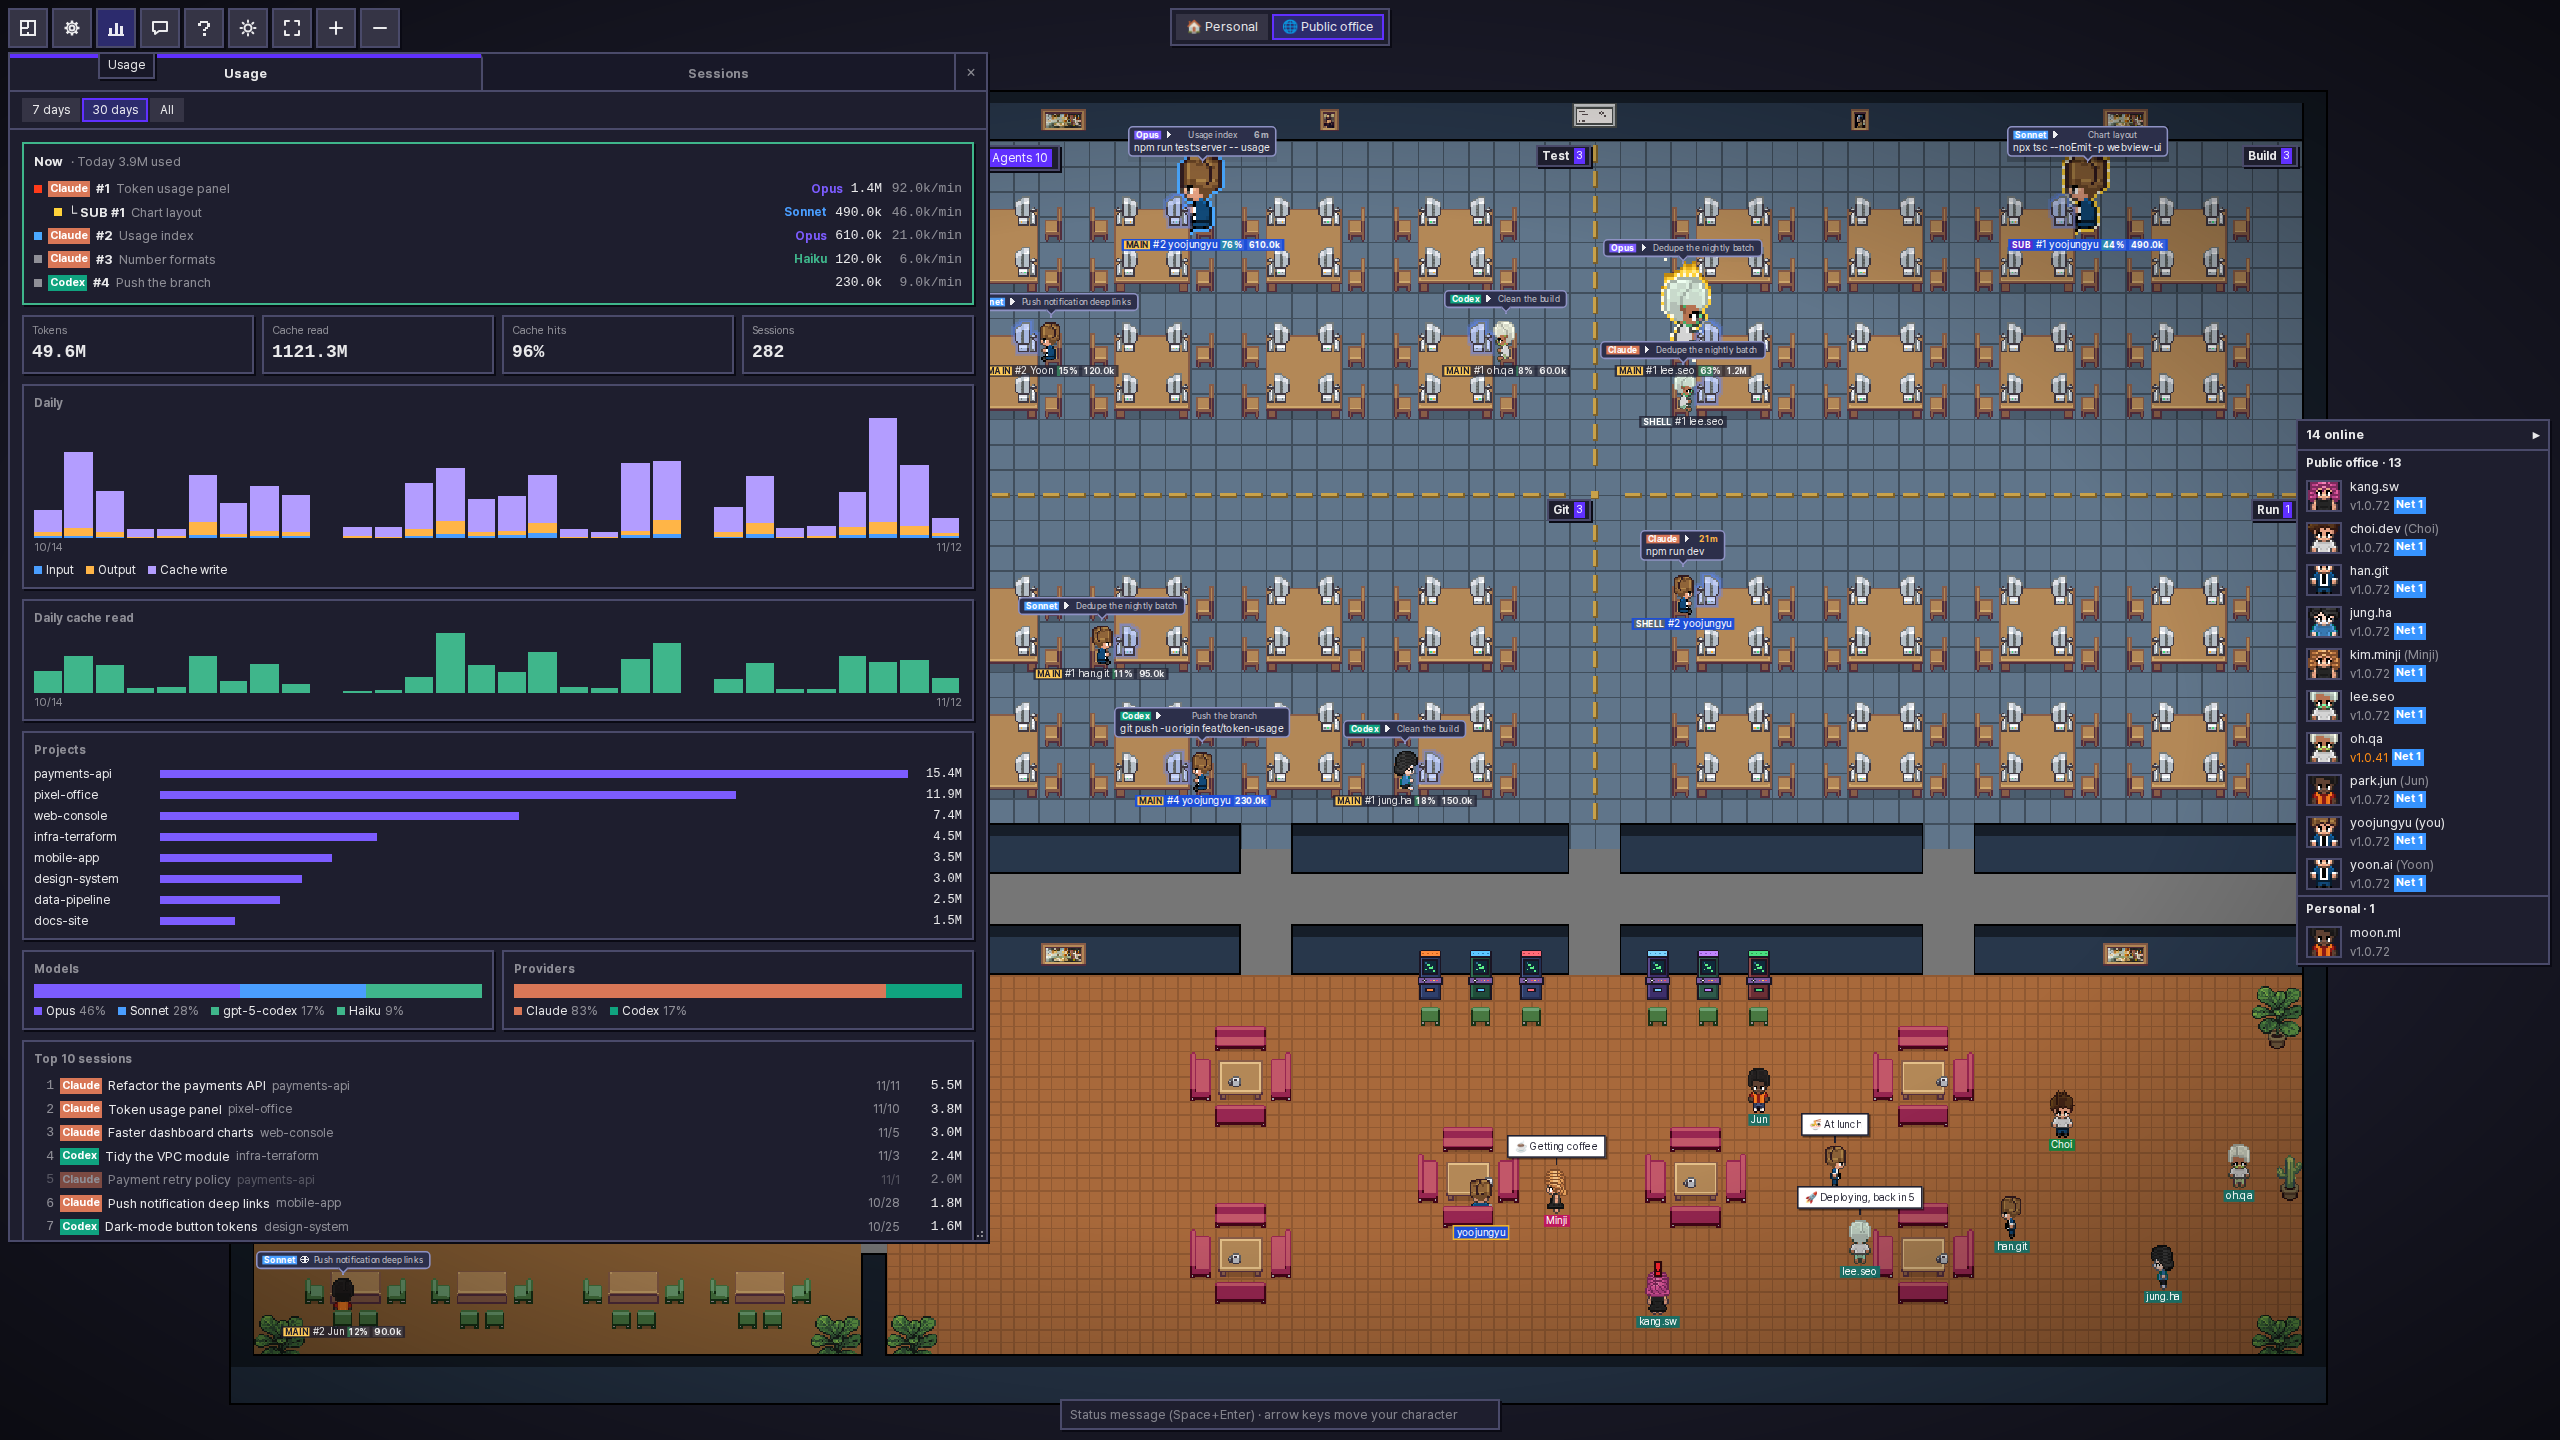 🏠 Personal 🌐 Public office
Usage
Usage Sessions ×
7 days 30 days All
Now · Today 3.9M used
Claude #1 Token usage panel Opus 1.4M 92.0k/min
└ SUB #1 Chart layout Sonnet 490.0k 46.0k/min
Claude #2 Usage index Opus 610.0k 21.0k/min
Claude #3 Number formats Haiku 120.0k 6.0k/min
Codex #4 Push the branch 230.0k 9.0k/min
Tokens
49.6M
Cache read
1121.3M
Cache hits
96%
Sessions
282
Daily
10/14 11/12
Input Output Cache write
Daily cache read
10/14 11/12
Projects
payments-api 15.4M
pixel-office 11.9M
web-console 7.4M
infra-terraform 4.5M
mobile-app 3.5M
design-system 3.0M
data-pipeline 2.5M
docs-site 1.5M
Models
Opus 46% Sonnet 28% gpt-5-codex 17% Haiku 9%
Providers
Claude 83% Codex 17%
Top 10 sessions
1 Claude Refactor the payments API payments-api 11/11 5.5M
2 Claude Token usage panel pixel-office 11/10 3.8M
3 Claude Faster dashboard charts web-console 11/5 3.0M
4 Codex Tidy the VPC module infra-terraform 11/3 2.4M
5 Claude Payment retry policy payments-api 11/1 2.0M
6 Claude Push notification deep links mobile-app 10/28 1.8M
7 Codex Dark-mode button tokens design-system 10/25 1.6M
Agents 10
Opus Usage index 6m
npm run test:server -- usage
MAIN #2 yoojungyu 76% 610.0k
Test 3
Sonnet Chart layout
npx tsc --noEmit -p webview-ui
SUB #1 yoojungyu 44% 490.0k
Build 3
Push notification deep links
MAIN #2 Yoon 15% 120.0k
Codex Clean the build
MAIN #1 oh.qa 8% 60.0k
Opus Dedupe the nightly batch
Claude Dedupe the nightly batch
MAIN #1 lee.seo 63% 1.2M
SHELL #1 lee.seo
Git 3
Run 1
Claude 21m
npm run dev
SHELL #2 yoojungyu
Sonnet Dedupe the nightly batch
MAIN #1 han.git 11% 95.0k
Codex Push the branch
git push -u origin feat/token-usage
MAIN #4 yoojungyu 230.0k
Codex Clean the build
MAIN #1 jung.ha 18% 150.0k
14 online
Public office · 13
kang.sw
v1.0.72 Net 1
choi.dev (Choi)
v1.0.72 Net 1
han.git
v1.0.72 Net 1
jung.ha
v1.0.72 Net 1
kim.minji (Minji)
v1.0.72 Net 1
lee.seo
v1.0.72 Net 1
oh.qa
v1.0.41 Net 1
park.jun (Jun)
v1.0.72 Net 1
yoojungyu (you)
v1.0.72 Net 1
yoon.ai (Yoon)
v1.0.72 Net 1
Personal · 1
moon.ml
v1.0.72
Jun
🍜 At lunch
Choi
☕ Getting coffee
Minji
yoojungyu
🚀 Deploying, back in 5
lee.seo
han.git
oh.qa
jung.ha
kang.sw
Sonnet Push notification deep links
MAIN #2 Jun 12% 90.0k
Status message (Space+Enter) · arrow keys move your character